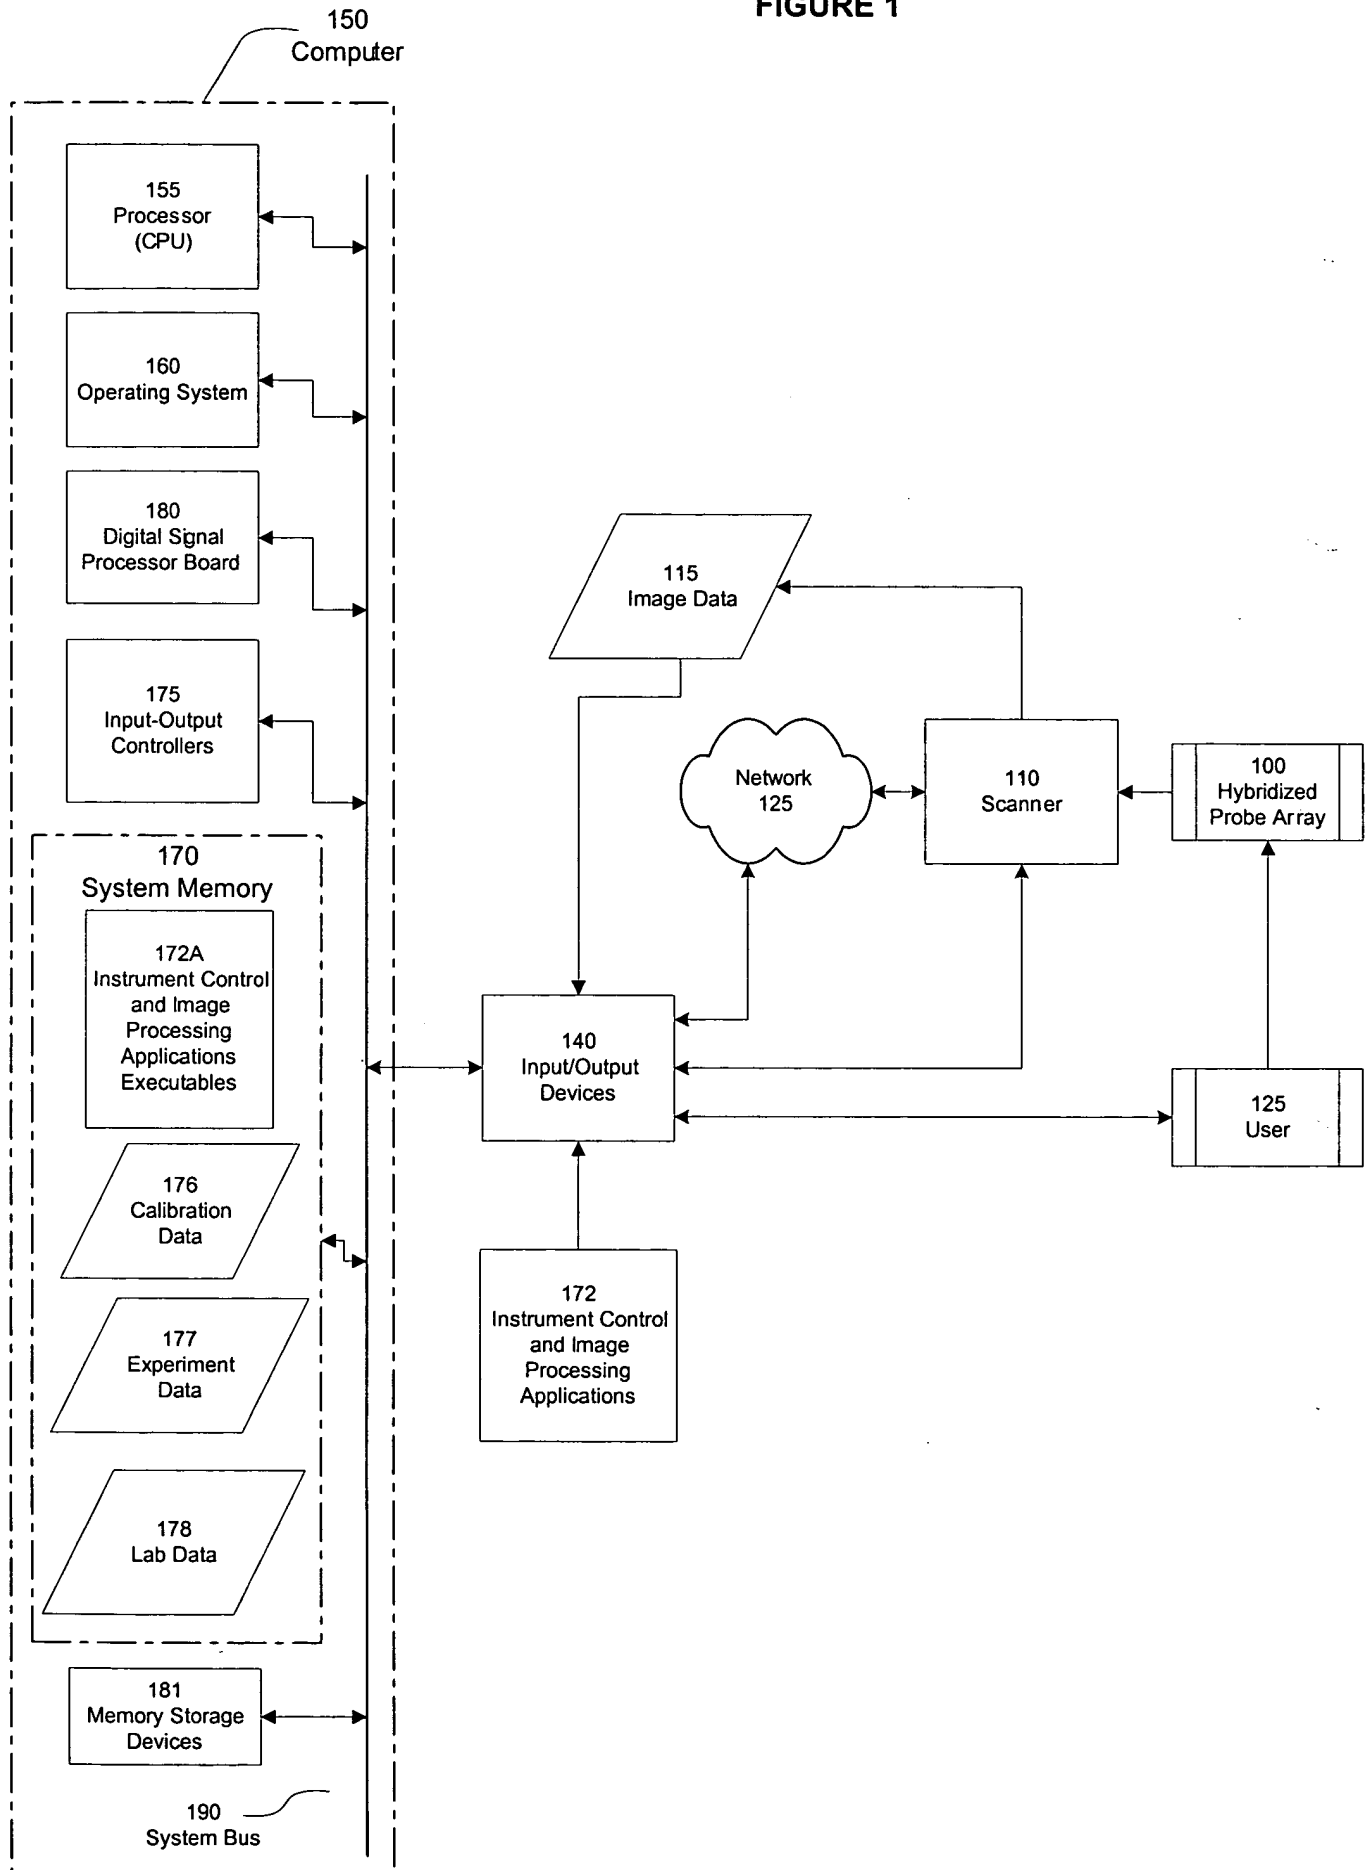 FIGURE 1
150
Computer
155
Processor
(CPU)
160
Operating System
180
Digital Signal
Processor Board
175
Input-Output
Controllers
170
System Memory
172A
Instrument Control
and Image
Processing
Applications
Executables
176
Calibration
Data
177
Experiment
Data
178
Lab Data
181
Memory Storage
Devices
190
System Bus
115
Image Data
Network
125
110
Scanner
100
Hybridized
Probe Array
140
Input/Output
Devices
125
User
172
Instrument Control
and Image
Processing
Applications